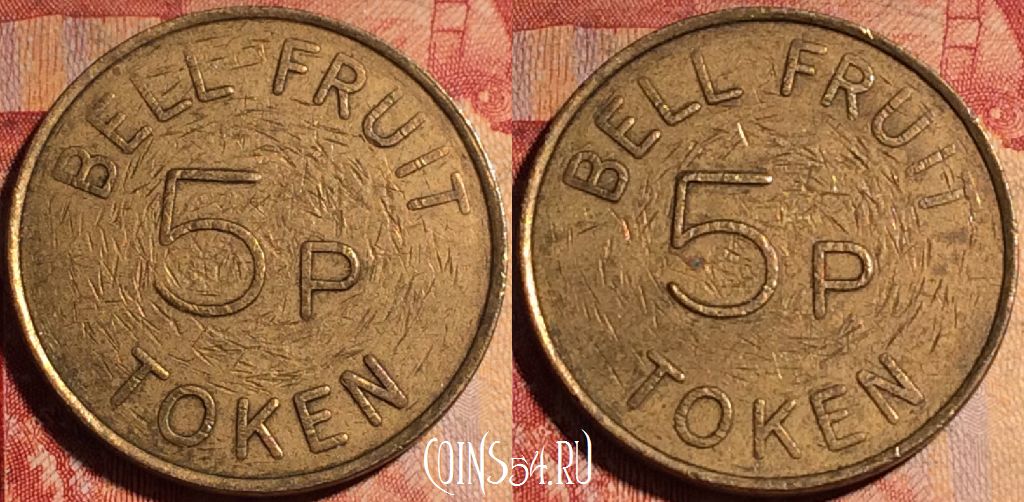 BELL FRUIT
5P
TOKEN
BELL FRUIT
5P
TOKEN
COINS54.RU